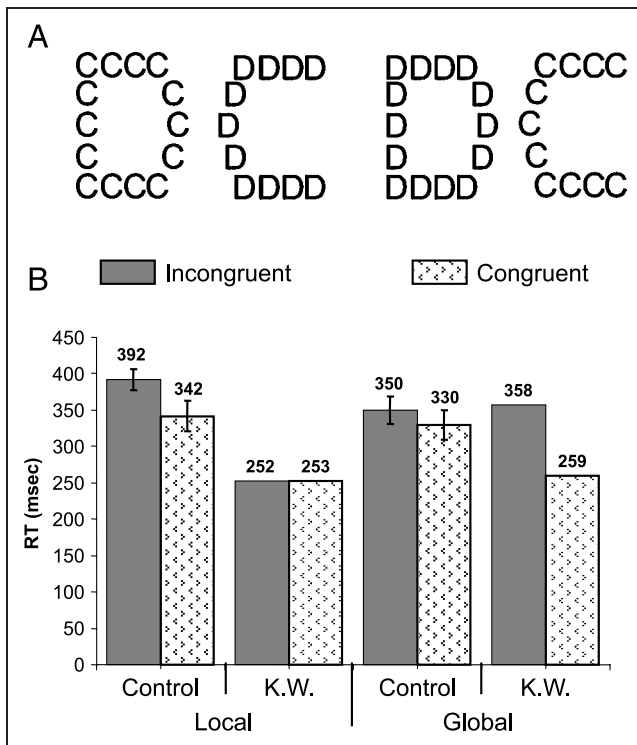 A
CCCC DDDD DDDD CCCC
C C D D D C
C C D D D C
C C D D D C
CCCC DDDD DDDD CCCC
Incongruent Congruent
B
450
400
350
300
250
200
150
100
50
0
RT (msec)
392 342 252 253 350 330 358 259
Control K.W. Control K.W.
Local Global